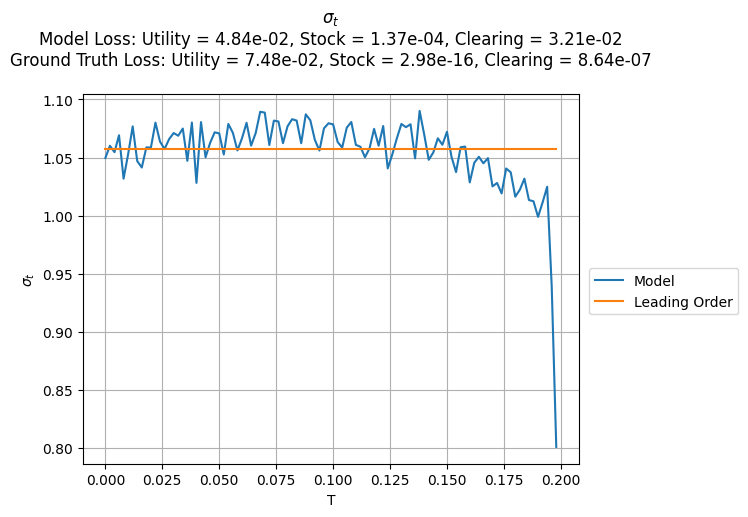 σt
Model Loss: Utility = 4.84e-02, Stock = 1.37e-04, Clearing = 3.21e-02
Ground Truth Loss: Utility = 7.48e-02, Stock = 2.98e-16, Clearing = 8.64e-07
1.10
1.05
1.00
0.95
0.90
0.85
0.80
σt
0.000 0.025 0.050 0.075 0.100 0.125 0.150 0.175 0.200
T
Model
Leading Order